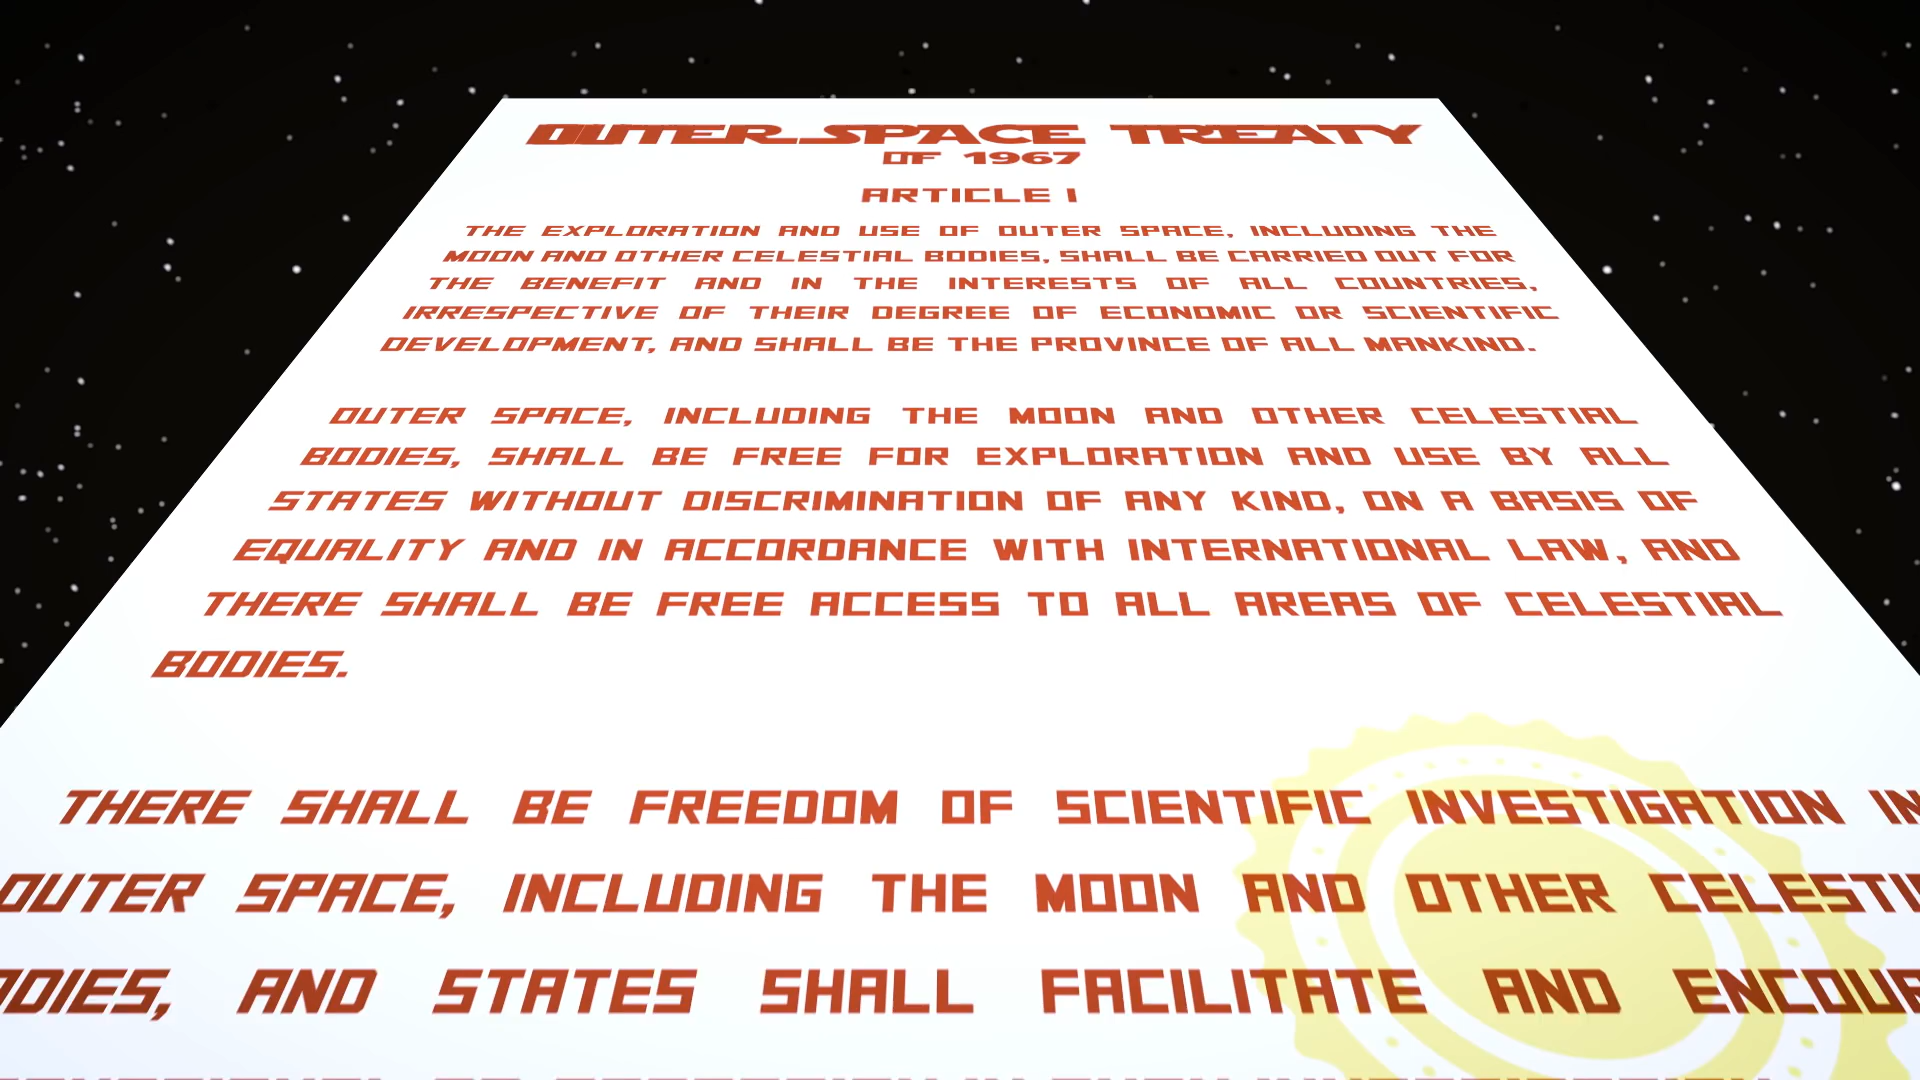 OUTER SPACE TREATY
OF 1967
ARTICLE I
THE EXPLORATION AND USE OF OUTER SPACE, INCLUDING THE
MOON AND OTHER CELESTIAL BODIES, SHALL BE CARRIED OUT FOR
THE BENEFIT AND IN THE INTERESTS OF ALL COUNTRIES,
IRRESPECTIVE OF THEIR DEGREE OF ECONOMIC OR SCIENTIFIC
DEVELOPMENT, AND SHALL BE THE PROVINCE OF ALL MANKIND.
OUTER SPACE, INCLUDING THE MOON AND OTHER CELESTIAL
BODIES, SHALL BE FREE FOR EXPLORATION AND USE BY ALL
STATES WITHOUT DISCRIMINATION OF ANY KIND, ON A BASIS OF
EQUALITY AND IN ACCORDANCE WITH INTERNATIONAL LAW, AND
THERE SHALL BE FREE ACCESS TO ALL AREAS OF CELESTIAL
BODIES.
THERE SHALL BE FREEDOM OF SCIENTIFIC INVESTIGATION IN
OUTER SPACE, INCLUDING THE MOON AND OTHER CELESTI
ODIES, AND STATES SHALL FACILITATE AND ENCOUR